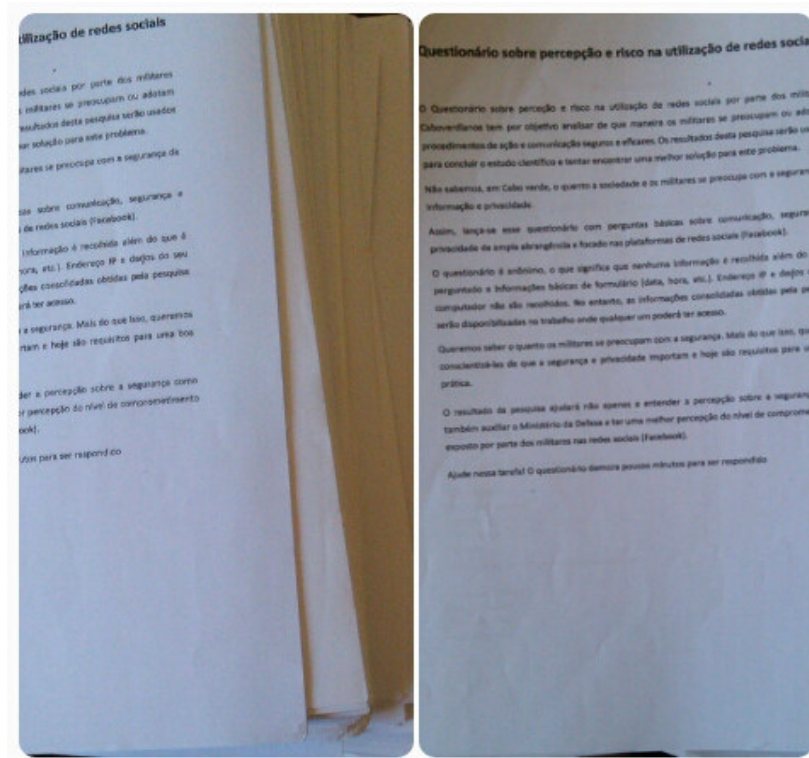 utilização de redes sociais
redes sociais por parte dos militares
militares se preocupam ou adotam
resultados desta pesquisa serão usados
solução para este problema.
militares se preocupa com a segurança da
sobre comunicação, segurança e
de redes sociais (Facebook).
informação é recolhida além do que é
hora, etc.). Endereço IP e dados do seu
consolidadas obtidas pela pesquisa
ter acesso.
a segurança. Mais do que isso, queremos
e hoje são requisitos para uma boa
a percepção sobre a segurança como
percepção do nível de comprometimento
para ser respondido
Questionário sobre percepção e risco na utilização de redes socia
O Questionário sobre perceção e risco na utilização de redes sociais por parte dos milit
Caboverdianos tem por objetivo analisar de que maneira os militares se preocupam ou ado
procedimentos de ação e comunicação seguros e eficazes. Os resultados desta pesquisa serão
para concluir o estudo científico e tentar encontrar uma melhor solução para este problema.
Não sabemos, em Cabo verde, o quanto a sociedade e os militares se preocupa com a seguran
informação e privacidade.
Assim, lança-se esse questionário com perguntas básicas sobre comunicação, segura
privacidade de ampla abrangência e focado nas plataformas de redes sociais (Facebook).
O questionário é anônimo, o que significa que nenhuma informação é recolhida além do
perguntado e informações básicas de formulário (data, hora, etc.). Endereço IP e dados
computador não são recolhidos. No entanto, as informações consolidadas obtidas pela pe
serão disponibilizadas no trabalho onde qualquer um poderá ter acesso.
Queremos saber o quanto os militares se preocupam com a segurança. Mais do que isso, qu
conscientizá-los de que a segurança e privacidade importam e hoje são requisitos para u
prática.
O resultado da pesquisa ajudará não apenas a entender a percepção sobre a seguranç
também auxiliar o Ministério da Defesa a ter uma melhor percepção do nível de comprome
exposto por parte dos militares nas redes sociais (Facebook).
Ajude nessa tarefa! O questionário demora poucos minutos para ser respondido